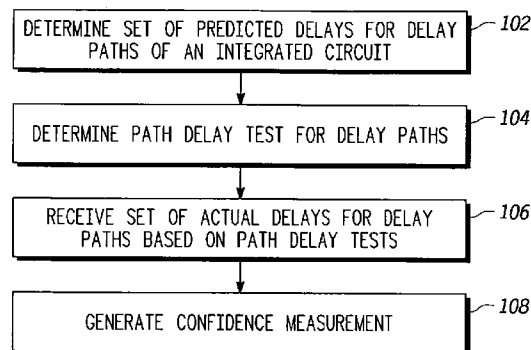 DETERMINE SET OF PREDICTED DELAYS FOR DELAY
PATHS OF AN INTEGRATED CIRCUIT
102
DETERMINE PATH DELAY TEST FOR DELAY PATHS
104
RECEIVE SET OF ACTUAL DELAYS FOR DELAY
PATHS BASED ON PATH DELAY TESTS
106
GENERATE CONFIDENCE MEASUREMENT
108